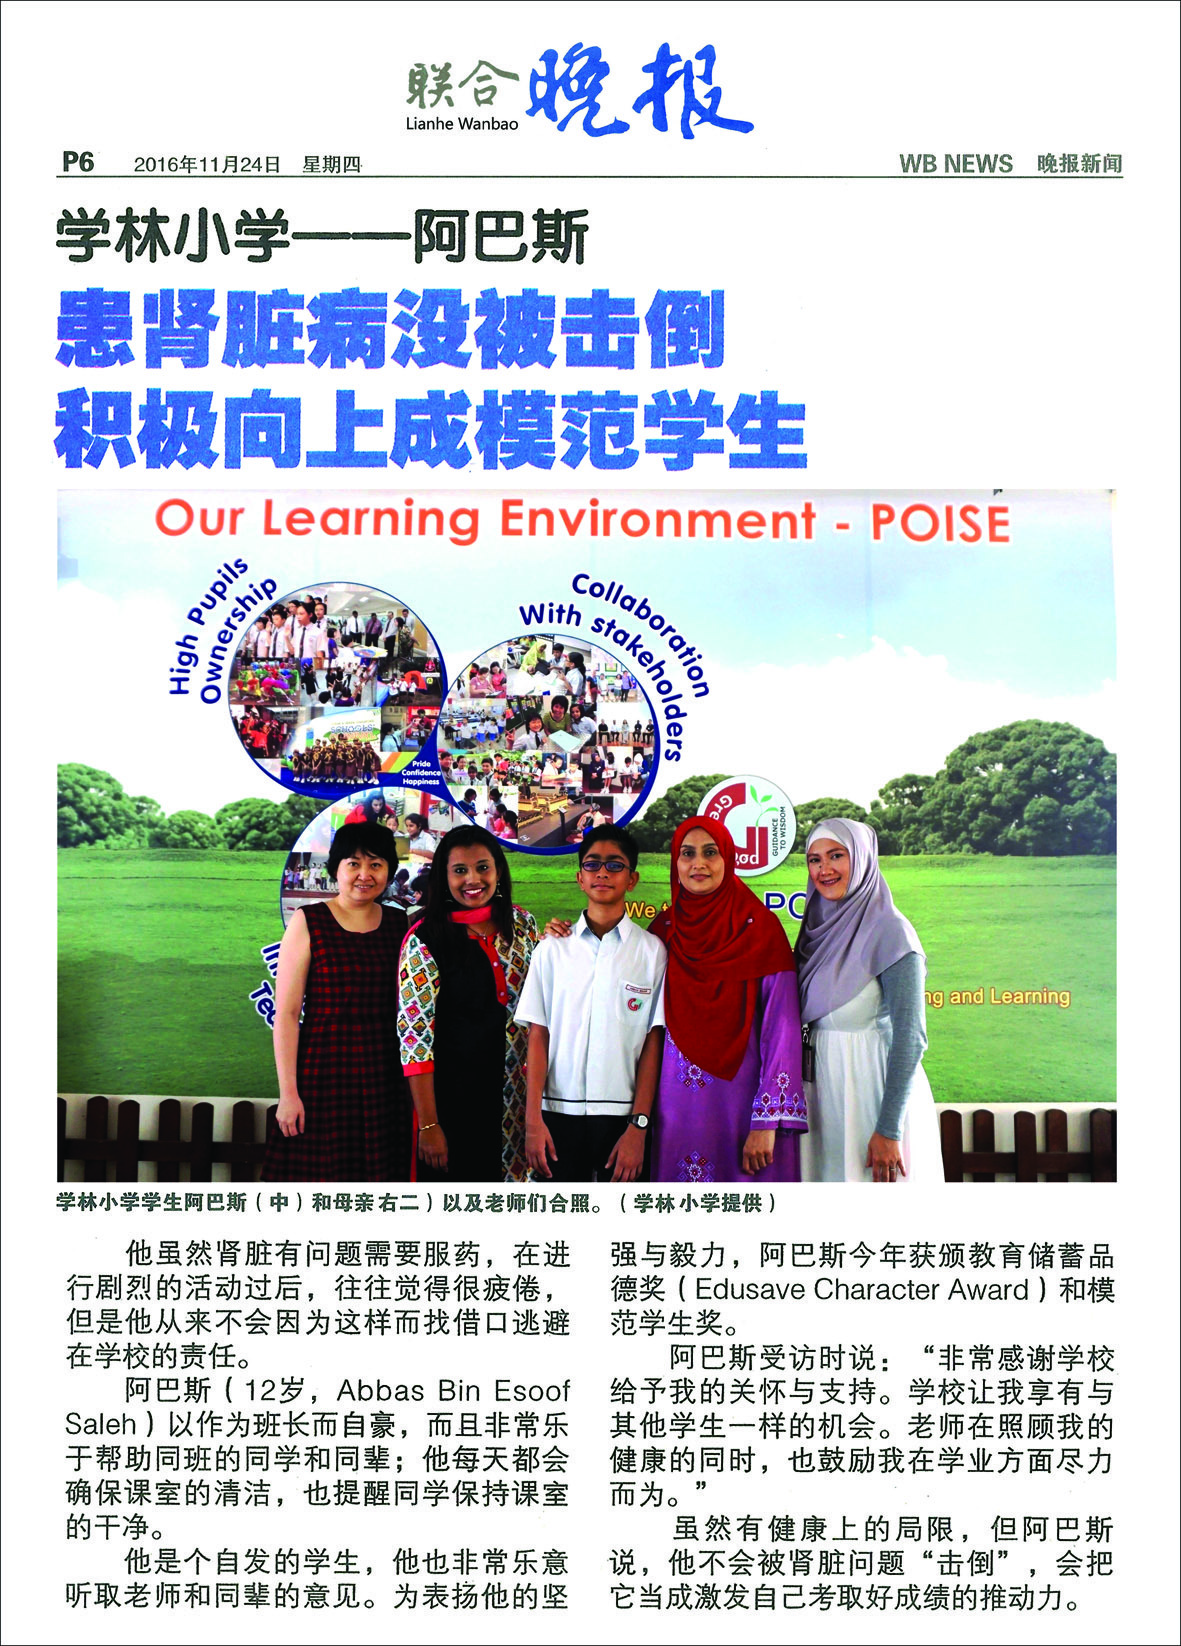 联合晚报
Lianhe Wanbao
P6 2016年11月24日 星期四
WB NEWS 晚报新闻
学林小学——阿巴斯
患肾脏病没被击倒
积极向上成模范学生
Our Learning Environment - POISE
High Pupils
Ownership
Collaboration
With stakeholders
Pride
Confidence
Happiness
GUIDANCE
TO WISDOM
We
ng and Learning
学林小学学生阿巴斯（中）和母亲右二）以及老师们合照。（学林小学提供）
他虽然肾脏有问题需要服药，在进
行剧烈的活动过后，往往觉得很疲倦，
但是他从来不会因为这样而找借口逃避
在学校的责任。
阿巴斯（12岁，Abbas Bin Esoof
Saleh）以作为班长而自豪，而且非常乐
于帮助同班的同学和同辈；他每天都会
确保课室的清洁，也提醒同学保持课室
的干净。
他是个自发的学生，他也非常乐意
听取老师和同辈的意见。为表扬他的坚
强与毅力，阿巴斯今年获颁教育储蓄品
德奖（Edusave Character Award）和模
范学生奖。
阿巴斯受访时说：“非常感谢学校
给予我的关怀与支持。学校让我享有与
其他学生一样的机会。老师在照顾我的
健康的同时，也鼓励我在学业方面尽力
而为。”
虽然有健康上的局限，但阿巴斯
说，他不会被肾脏问题“击倒”，会把
它当成激发自己考取好成绩的推动力。